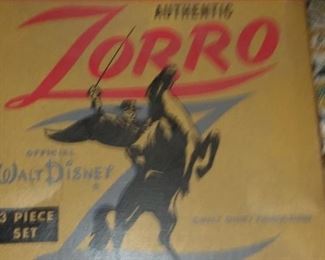 AUTHENTIC
ZORRO
OFFICIAL
WALT DISNEY
3 PIECE
SET